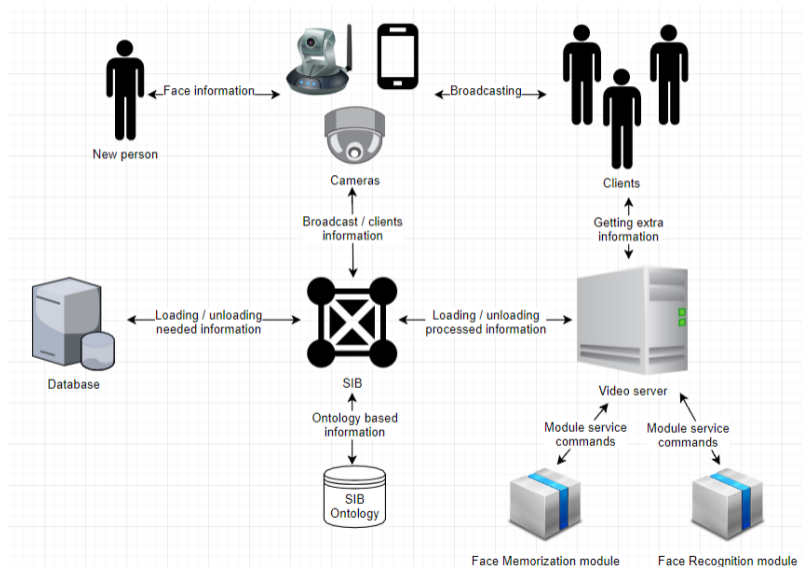 Face information
Broadcasting
New person
Cameras
Clients
Broadcast / clients
information
Getting extra
information
Loading / unloading
needed information
Loading / unloading
processed information
Database
SIB
Video server
Ontology based
information
Module service
commands
Module service
commands
SIB
Ontology
Face Memorization module
Face Recognition module